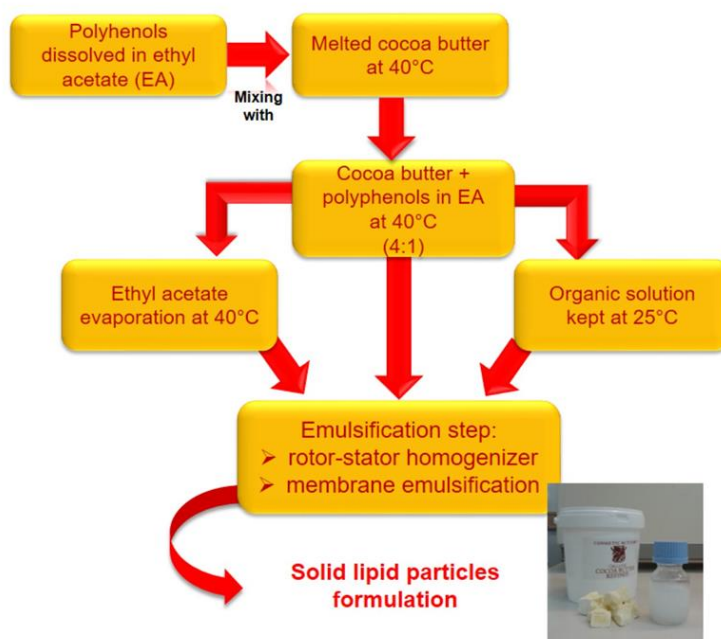 Polyphenols
dissolved in ethyl
acetate (EA)
Mixing
with
Melted cocoa butter
at 40°C
Cocoa butter +
polyphenols in EA
at 40°C
(4:1)
Ethyl acetate
evaporation at 40°C
Organic solution
kept at 25°C
Emulsification step:
➢ rotor-stator homogenizer
➢ membrane emulsification
Solid lipid particles
formulation
COCOA BUTTER